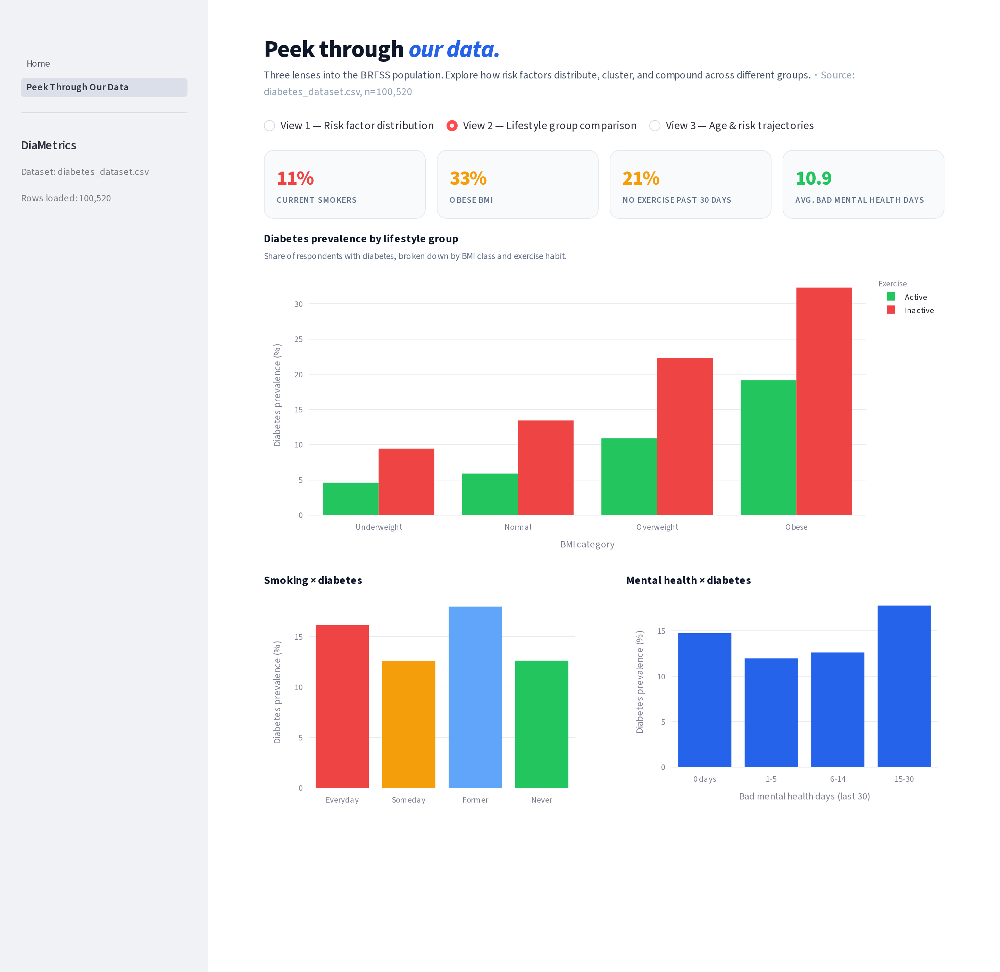 Home
Peek Through Our Data
DiaMetrics
Dataset: diabetes_dataset.csv
Rows loaded: 100,520
Peek through our data.
Three lenses into the BRFSS population. Explore how risk factors distribute, cluster, and compound across different groups. · Source:
diabetes_dataset.csv, n=100,520
View 1 — Risk factor distribution
View 2 — Lifestyle group comparison
View 3 — Age & risk trajectories
11%
CURRENT SMOKERS
33%
OBESE BMI
21%
NO EXERCISE PAST 30 DAYS
10.9
AVG. BAD MENTAL HEALTH DAYS
Diabetes prevalence by lifestyle group
Share of respondents with diabetes, broken down by BMI class and exercise habit.
Exercise
Active
Inactive
Diabetes prevalence (%)
30
25
20
15
10
5
0
Underweight
Normal
Overweight
Obese
BMI category
Smoking × diabetes
Diabetes prevalence (%)
15
10
5
0
Everyday
Someday
Former
Never
Mental health × diabetes
Diabetes prevalence (%)
15
10
5
0
0 days
1-5
6-14
15-30
Bad mental health days (last 30)